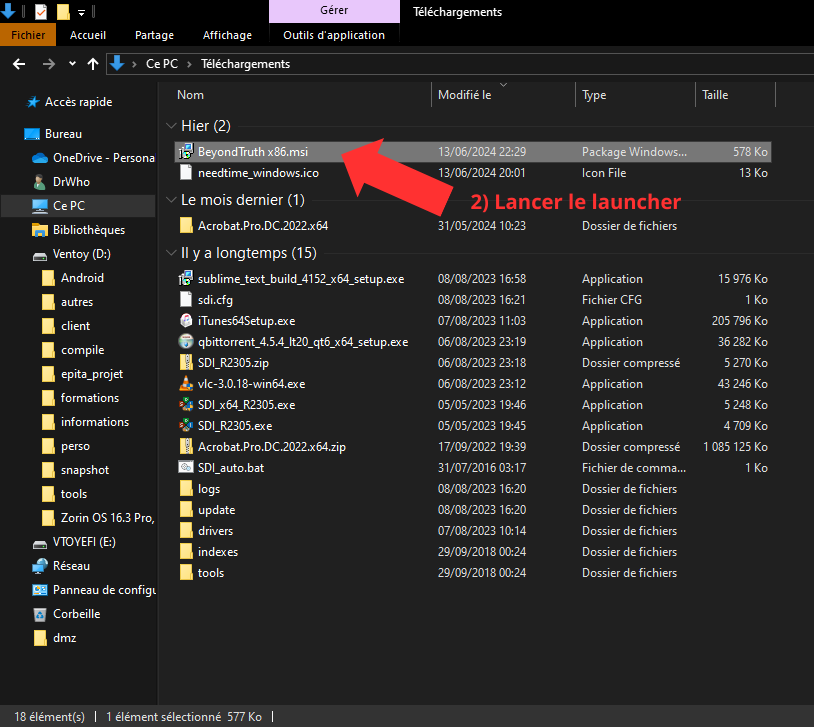 Gérer
Téléchargements
Fichier Accueil Partage Affichage Outils d'application
Ce PC Téléchargements
Nom Modifié le Type Taille
Accès rapide
Bureau
OneDrive - Persona
DrWho
Ce PC
Bibliothèques
Ventoy (D:)
Android
autres
client
compile
epita_projet
formations
informations
perso
snapshot
tools
Zorin OS 16.3 Pro,
VTOYEFI (E:)
Réseau
Panneau de configu
Corbeille
dmz
Hier (2)
BeyondTruth x86.msi 13/06/2024 22:29 Package Windows... 578 Ko
needtime_windows.ico 13/06/2024 20:01 Icon File 13 Ko
2) Lancer le launcher
Le mois dernier (1)
Acrobat.Pro.DC.2022.x64 31/05/2024 10:23 Dossier de fichiers
Il y a longtemps (15)
sublime_text_build_4152_x64_setup.exe 08/08/2023 16:58 Application 15 976 Ko
sdi.cfg 08/08/2023 16:21 Fichier CFG 1 Ko
iTunes64Setup.exe 07/08/2023 11:03 Application 205 796 Ko
qbittorrent_4.5.4_lt20_qt6_x64_setup.exe 06/08/2023 23:19 Application 36 282 Ko
SDI_R2305.zip 06/08/2023 23:18 Dossier compressé 5 270 Ko
vlc-3.0.18-win64.exe 06/08/2023 23:12 Application 43 246 Ko
SDI_x64_R2305.exe 05/05/2023 19:46 Application 5 248 Ko
SDI_R2305.exe 05/05/2023 19:45 Application 4 709 Ko
Acrobat.Pro.DC.2022.x64.zip 17/09/2022 19:39 Dossier compressé 1 085 125 Ko
SDI_auto.bat 31/07/2016 03:17 Fichier de comma... 1 Ko
logs 08/08/2023 16:20 Dossier de fichiers
update 08/08/2023 16:20 Dossier de fichiers
drivers 07/08/2023 10:14 Dossier de fichiers
indexes 29/09/2018 00:24 Dossier de fichiers
tools 29/09/2018 00:24 Dossier de fichiers
18 élément(s) 1 élément sélectionné 577 Ko